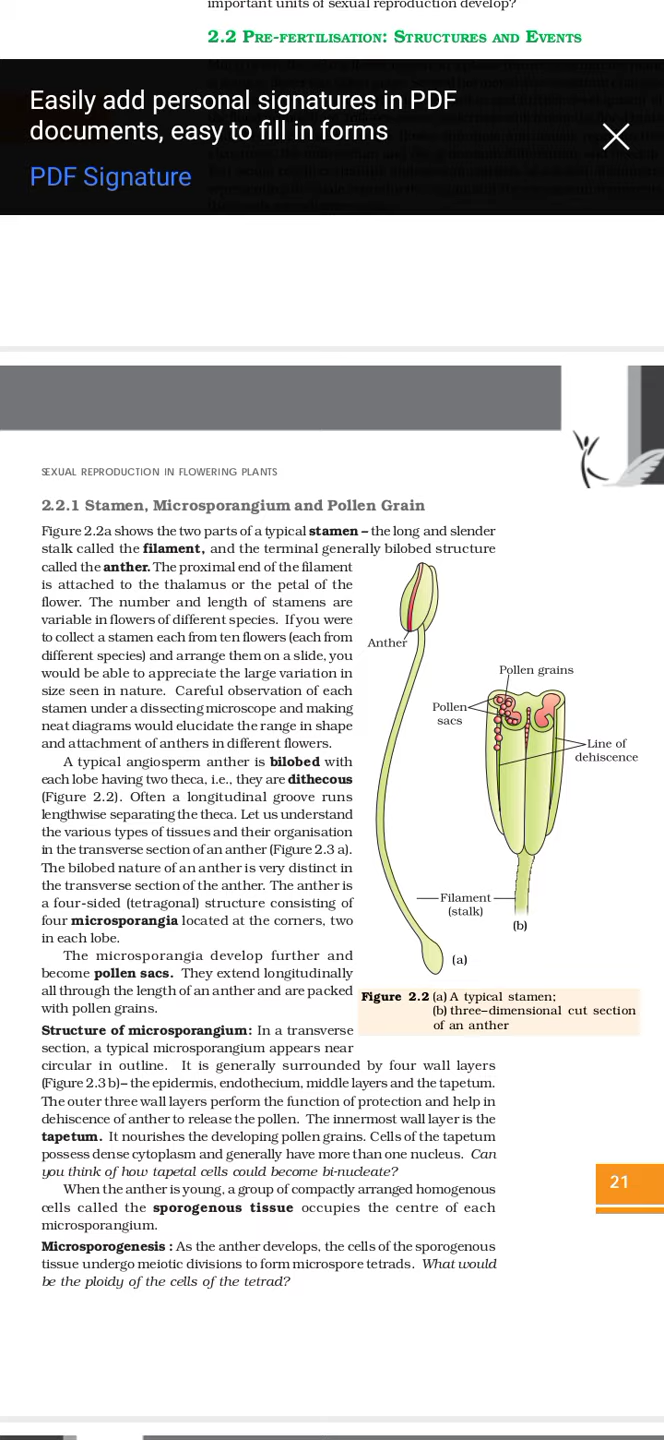 important units of sexual reproduction develop?
2.2 PRE-FERTILISATION: STRUCTURES AND EVENTS
Easily add personal signatures in PDF
documents, easy to fill in forms
PDF Signature
SEXUAL REPRODUCTION IN FLOWERING PLANTS
2.2.1 Stamen, Microsporangium and Pollen Grain
Figure 2.2a shows the two parts of a typical stamen – the long and slender
stalk called the filament, and the terminal generally bilobed structure
called the anther. The proximal end of the filament
is attached to the thalamus or the petal of the
flower. The number and length of stamens are
variable in flowers of different species. If you were
to collect a stamen each from ten flowers (each from
different species) and arrange them on a slide, you
would be able to appreciate the large variation in
size seen in nature. Careful observation of each
stamen under a dissecting microscope and making
neat diagrams would elucidate the range in shape
and attachment of anthers in different flowers.
A typical angiosperm anther is bilobed with
each lobe having two theca, i.e., they are dithecous
(Figure 2.2). Often a longitudinal groove runs
lengthwise separating the theca. Let us understand
the various types of tissues and their organisation
in the transverse section of an anther (Figure 2.3 a).
The bilobed nature of an anther is very distinct in
the transverse section of the anther. The anther is
a four-sided (tetragonal) structure consisting of
four microsporangia located at the corners, two
in each lobe.
The microsporangia develop further and
become pollen sacs. They extend longitudinally
all through the length of an anther and are packed
with pollen grains.
Anther
Pollen grains
Pollen
sacs
Line of
dehiscence
Filament
(stalk)
(b)
(a)
Figure 2.2 (a) A typical stamen;
(b) three–dimensional cut section
of an anther
Structure of microsporangium: In a transverse
section, a typical microsporangium appears near
circular in outline. It is generally surrounded by four wall layers
(Figure 2.3 b)– the epidermis, endothecium, middle layers and the tapetum.
The outer three wall layers perform the function of protection and help in
dehiscence of anther to release the pollen. The innermost wall layer is the
tapetum. It nourishes the developing pollen grains. Cells of the tapetum
possess dense cytoplasm and generally have more than one nucleus. Can
you think of how tapetal cells could become bi-nucleate?
When the anther is young, a group of compactly arranged homogenous
cells called the sporogenous tissue occupies the centre of each
microsporangium.
21
Microsporogenesis : As the anther develops, the cells of the sporogenous
tissue undergo meiotic divisions to form microspore tetrads. What would
be the ploidy of the cells of the tetrad?